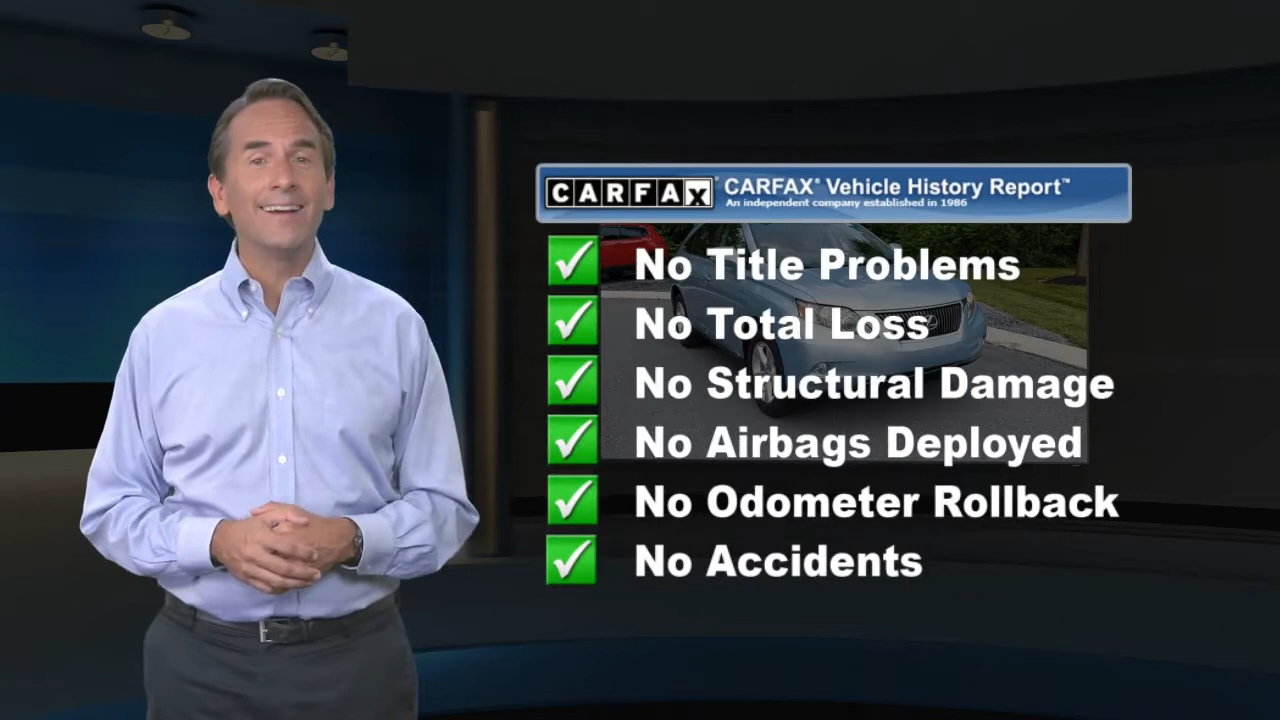 CARFAX
CARFAX® Vehicle History Report™
An independent company established in 1986
No Title Problems
No Total Loss
No Structural Damage
No Airbags Deployed
No Odometer Rollback
No Accidents